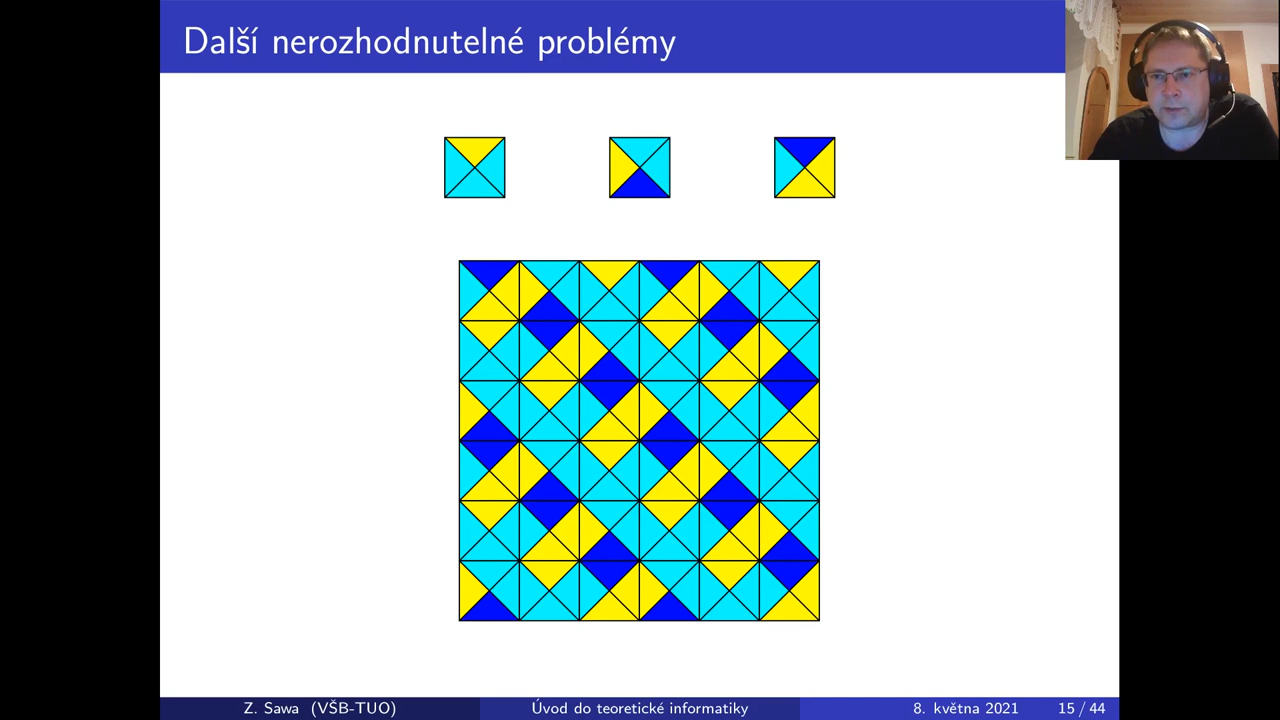 Další nerozhodnutelné problémy
Z. Sawa (VŠB-TUO)
Úvod do teoretické informatiky
8. května 2021
15 / 44